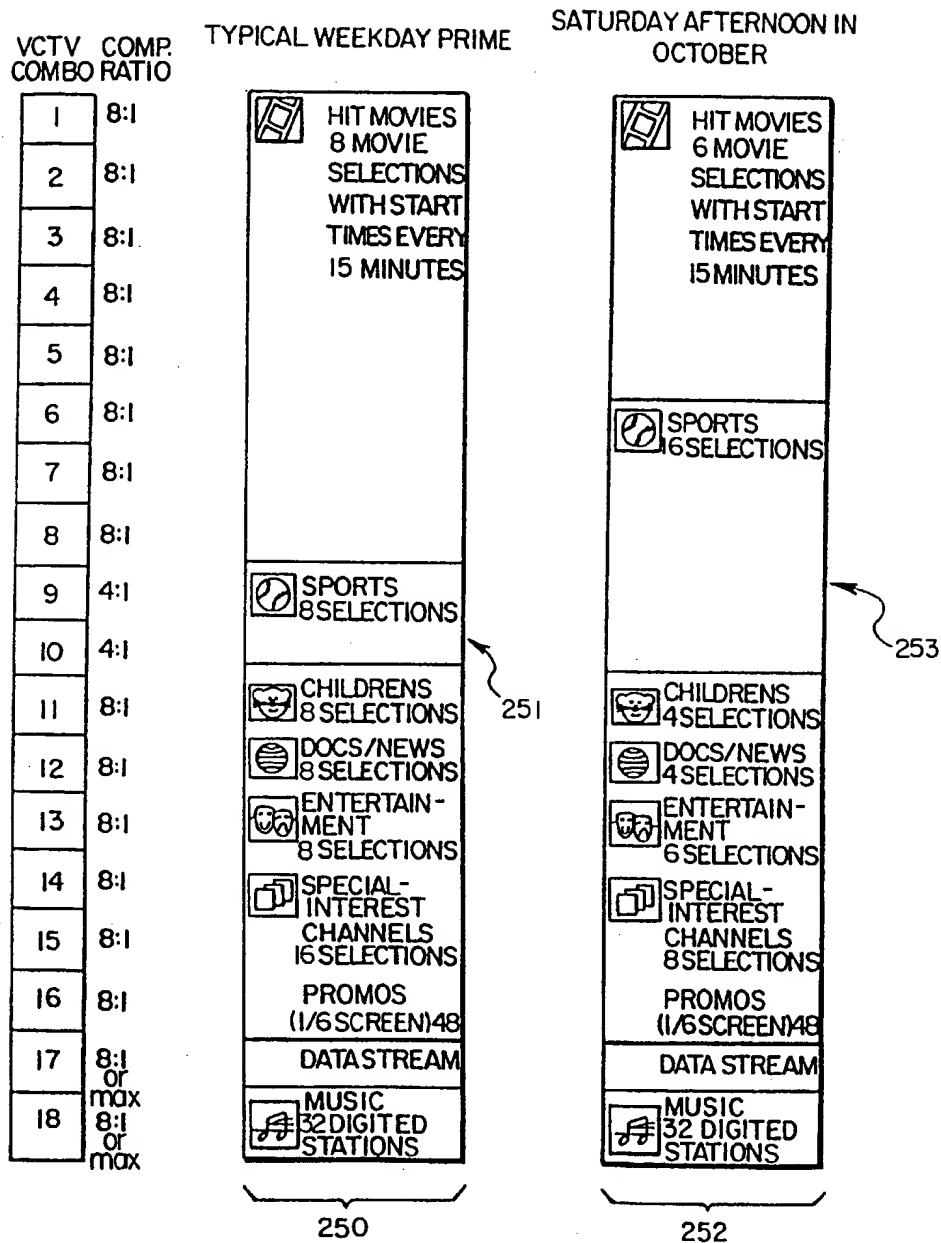 VCTV COMP.
COMBO RATIO
TYPICAL WEEKDAY PRIME
SATURDAY AFTERNOON IN
OCTOBER
1 8:1
2 8:1
3 8:1
4 8:1
5 8:1
6 8:1
7 8:1
8 8:1
9 4:1
10 4:1
11 8:1
12 8:1
13 8:1
14 8:1
15 8:1
16 8:1
17 8:1
or
max
18 8:1
or
max
HIT MOVIES
8 MOVIE
SELECTIONS
WITH START
TIMES EVERY
15 MINUTES
SPORTS
8 SELECTIONS
251
CHILDRENS
8 SELECTIONS
DOCS/NEWS
8 SELECTIONS
ENTERTAIN-
MENT
8 SELECTIONS
SPECIAL-
INTEREST
CHANNELS
16 SELECTIONS
PROMOS
(1/6 SCREEN) 48
DATA STREAM
MUSIC
32 DIGITED
STATIONS
250
HIT MOVIES
6 MOVIE
SELECTIONS
WITH START
TIMES EVERY
15 MINUTES
SPORTS
16 SELECTIONS
253
CHILDRENS
4 SELECTIONS
DOCS/NEWS
4 SELECTIONS
ENTERTAIN-
MENT
6 SELECTIONS
SPECIAL-
INTEREST
CHANNELS
8 SELECTIONS
PROMOS
(1/6 SCREEN) 48
DATA STREAM
MUSIC
32 DIGITED
STATIONS
252